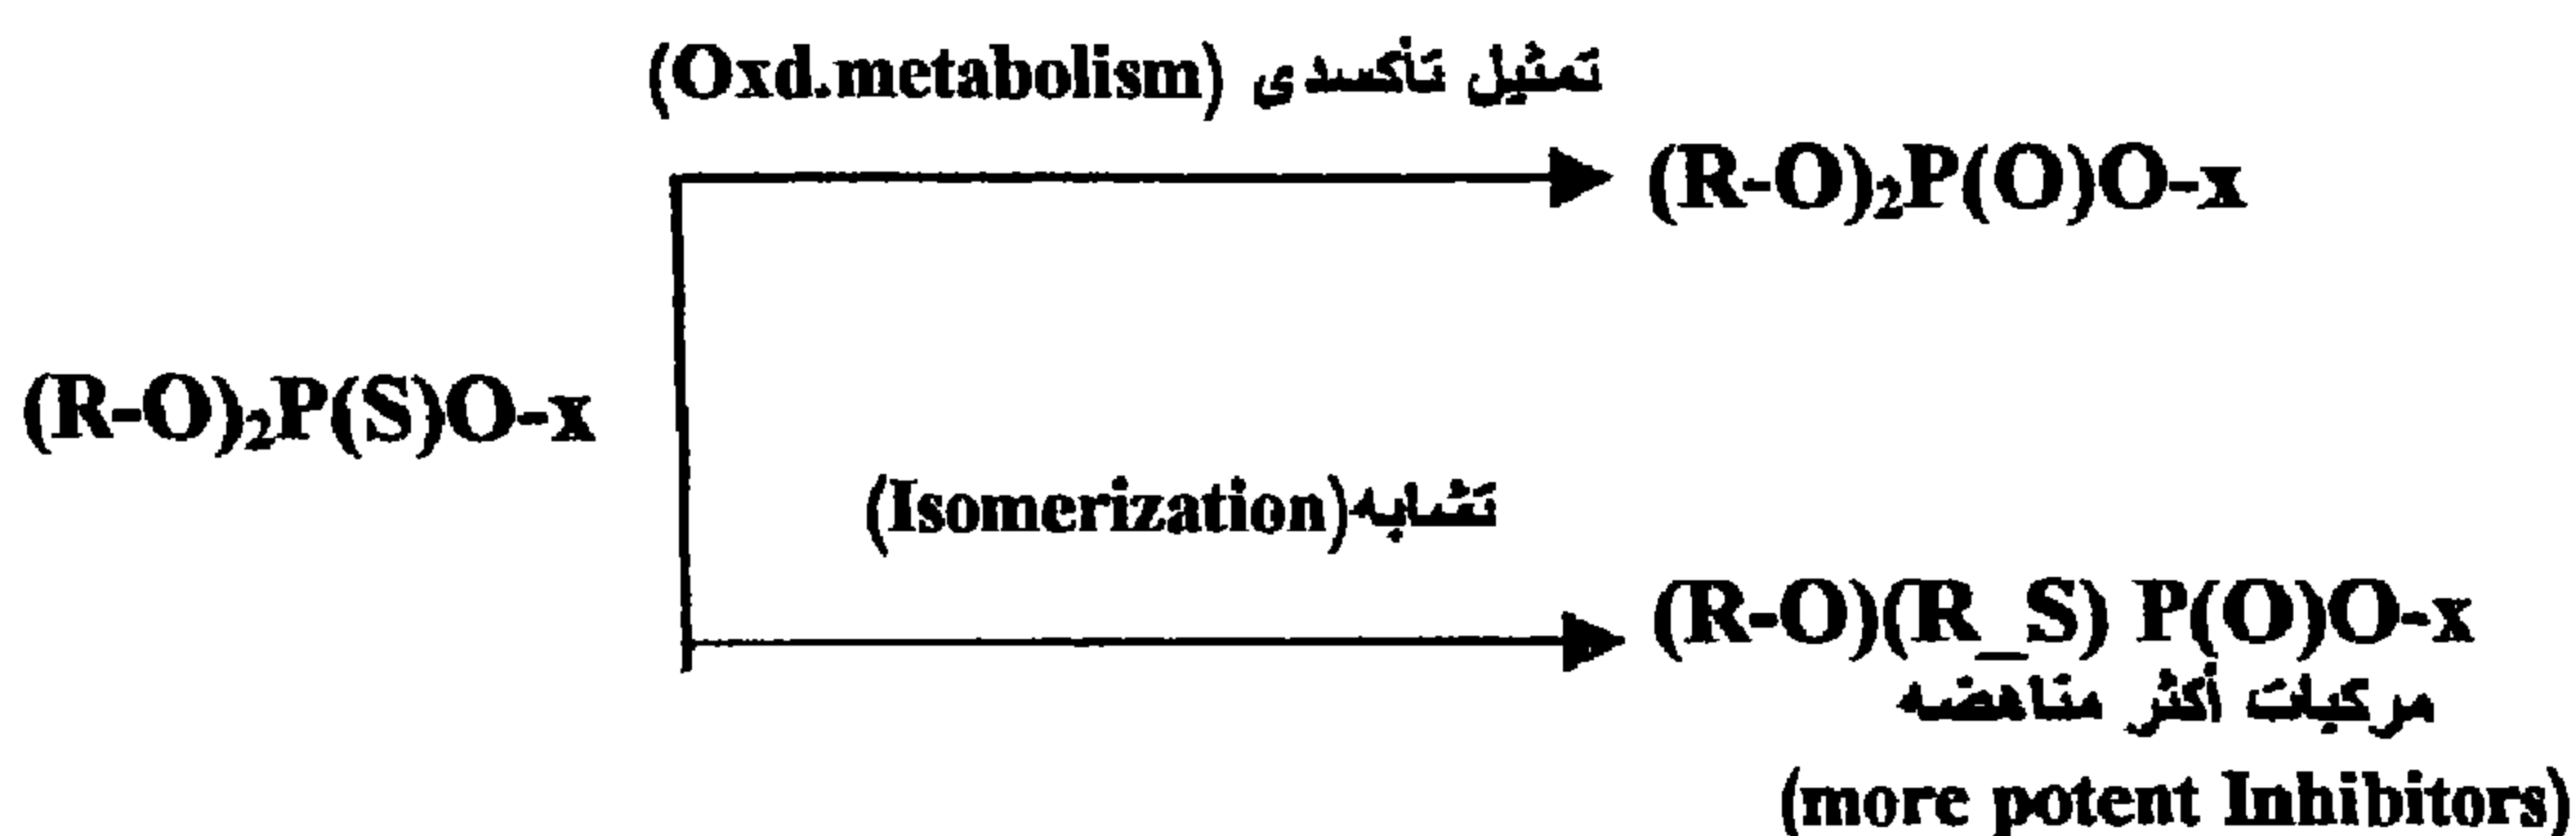 (Oxd.metabolism) تمثيل تأكسدى
(R-O)₂P(O)O-x
(R-O)₂P(S)O-x
(Isomerization)تشابه
(R-O)(R_S) P(O)O-x
مركبات أكثر مناهضه
(more potent Inhibitors)